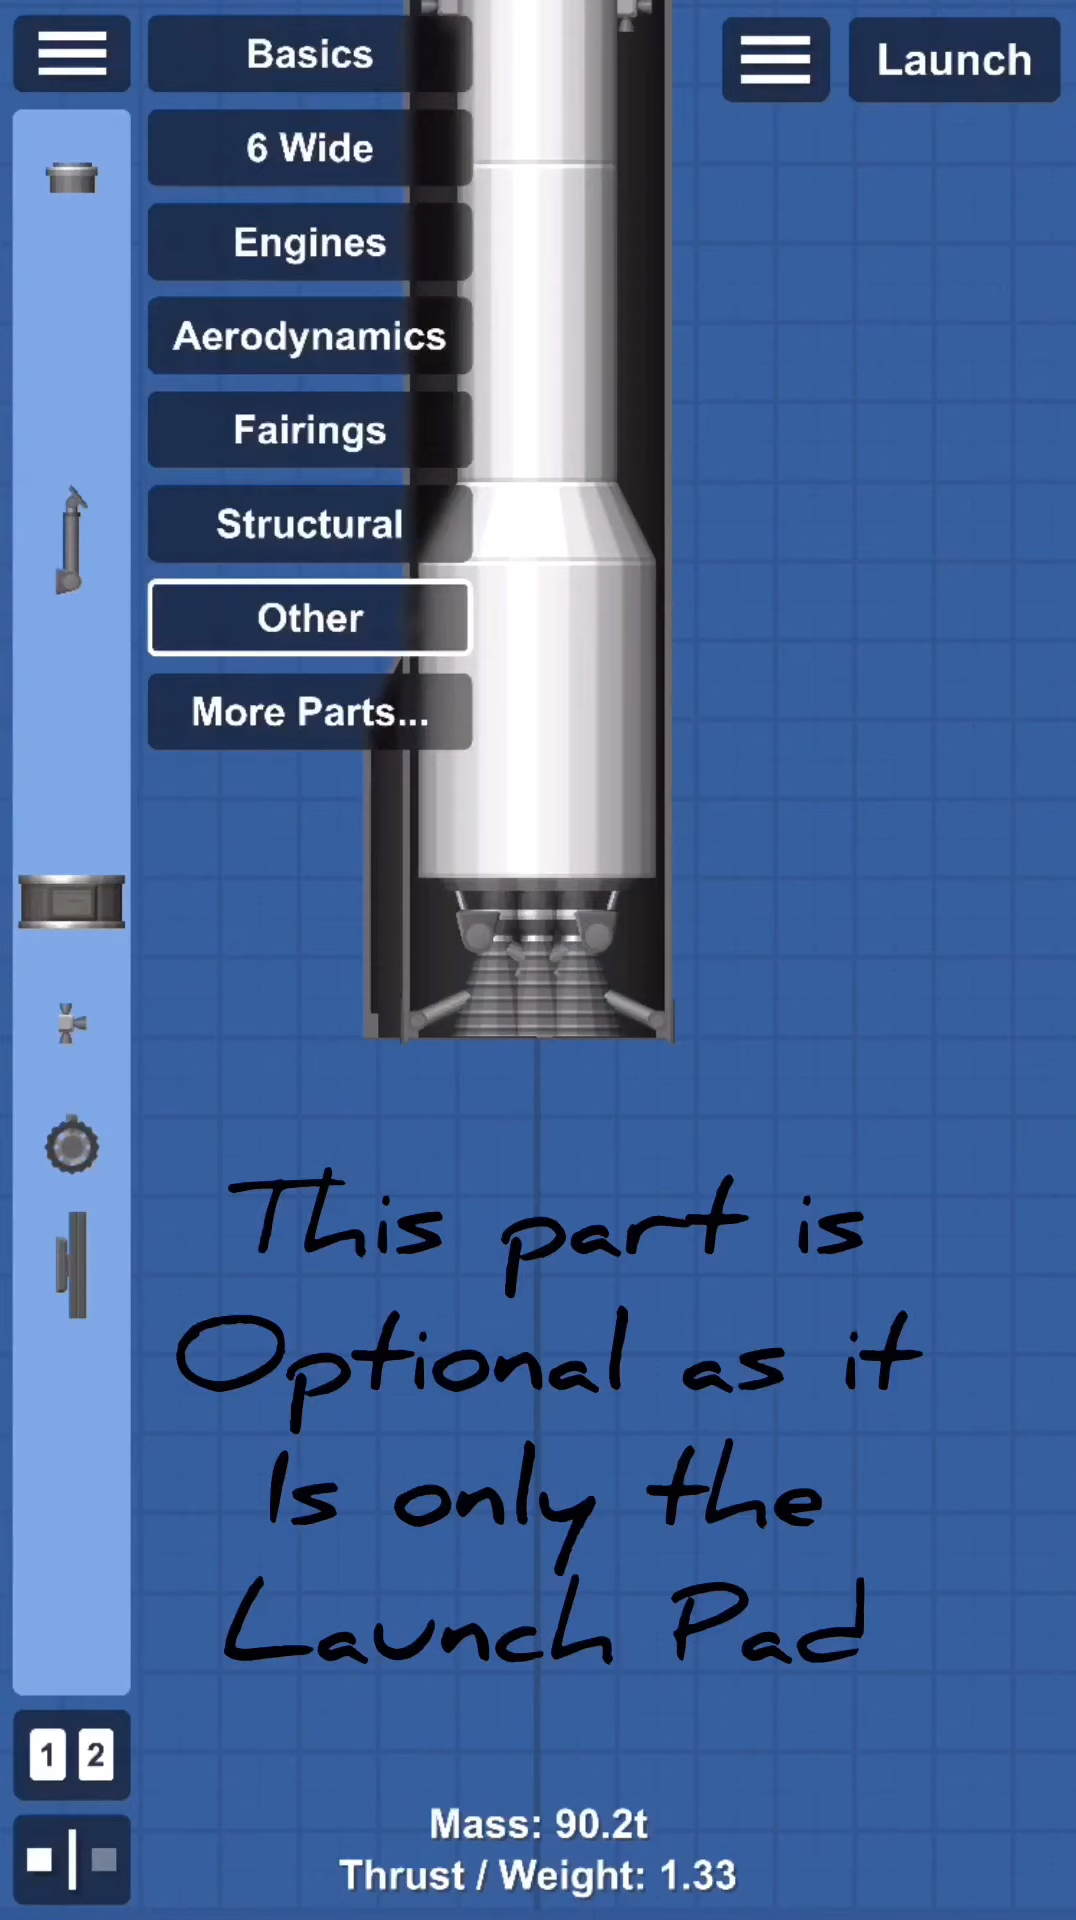 Basics
Launch
6 Wide
Engines
Aerodynamics
Fairings
Structural
Other
More Parts...
This part is
Optional as it
Is only the
Launch Pad
1 2
Mass: 90.2t
Thrust / Weight: 1.33